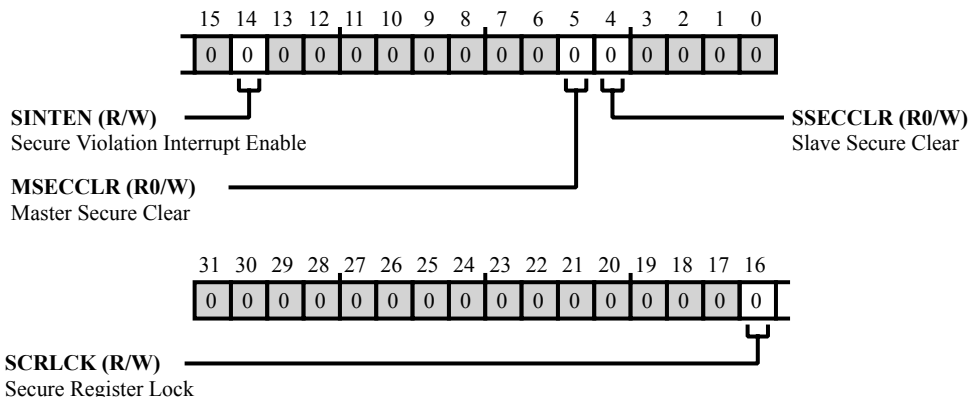 15 14 13 12 11 10 9 8 7 6 5 4 3 2 1 0
0 0 0 0 0 0 0 0 0 0 0 0 0 0 0 0
SINTEN (R/W)
Secure Violation Interrupt Enable
SSECCLR (R0/W)
Slave Secure Clear
MSECCLR (R0/W)
Master Secure Clear
31 30 29 28 27 26 25 24 23 22 21 20 19 18 17 16
0 0 0 0 0 0 0 0 0 0 0 0 0 0 0 0
SCRLCK (R/W)
Secure Register Lock